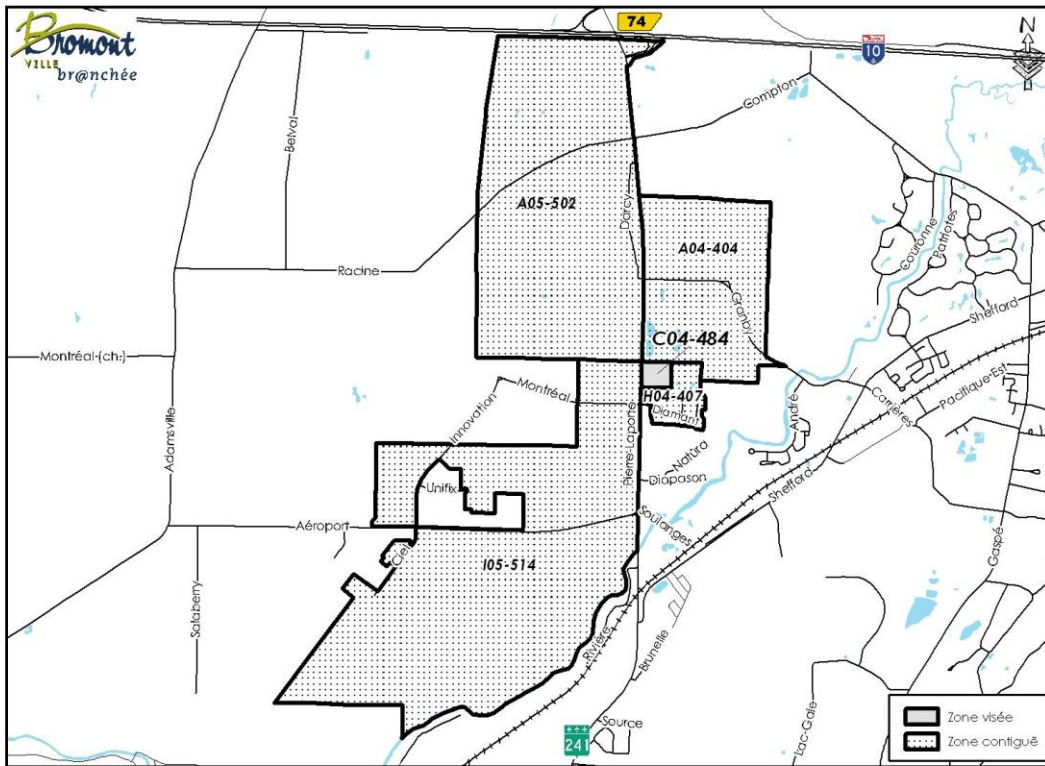 Bromont
VILLE
br@nchée
74
N
10
Compton
Belval
A05-502
Darcy
A04-404
Couronne
Patriotes
Racine
Granby
Shefford
C04-484
Montréal (ch.)
Montréal
H04-407
Diamant
Pacifique-Est
Carrières
André
Innovation
Adamsville
Pierre-Laporte
Natüra
Diapason
Shefford
Unifix
Soulanges
Aéroport
Gaspé
Ciel
I05-514
Salaberry
Rivière
Brunelle
Source
241
Lac-Gale
Zone visée
Zone contiguë